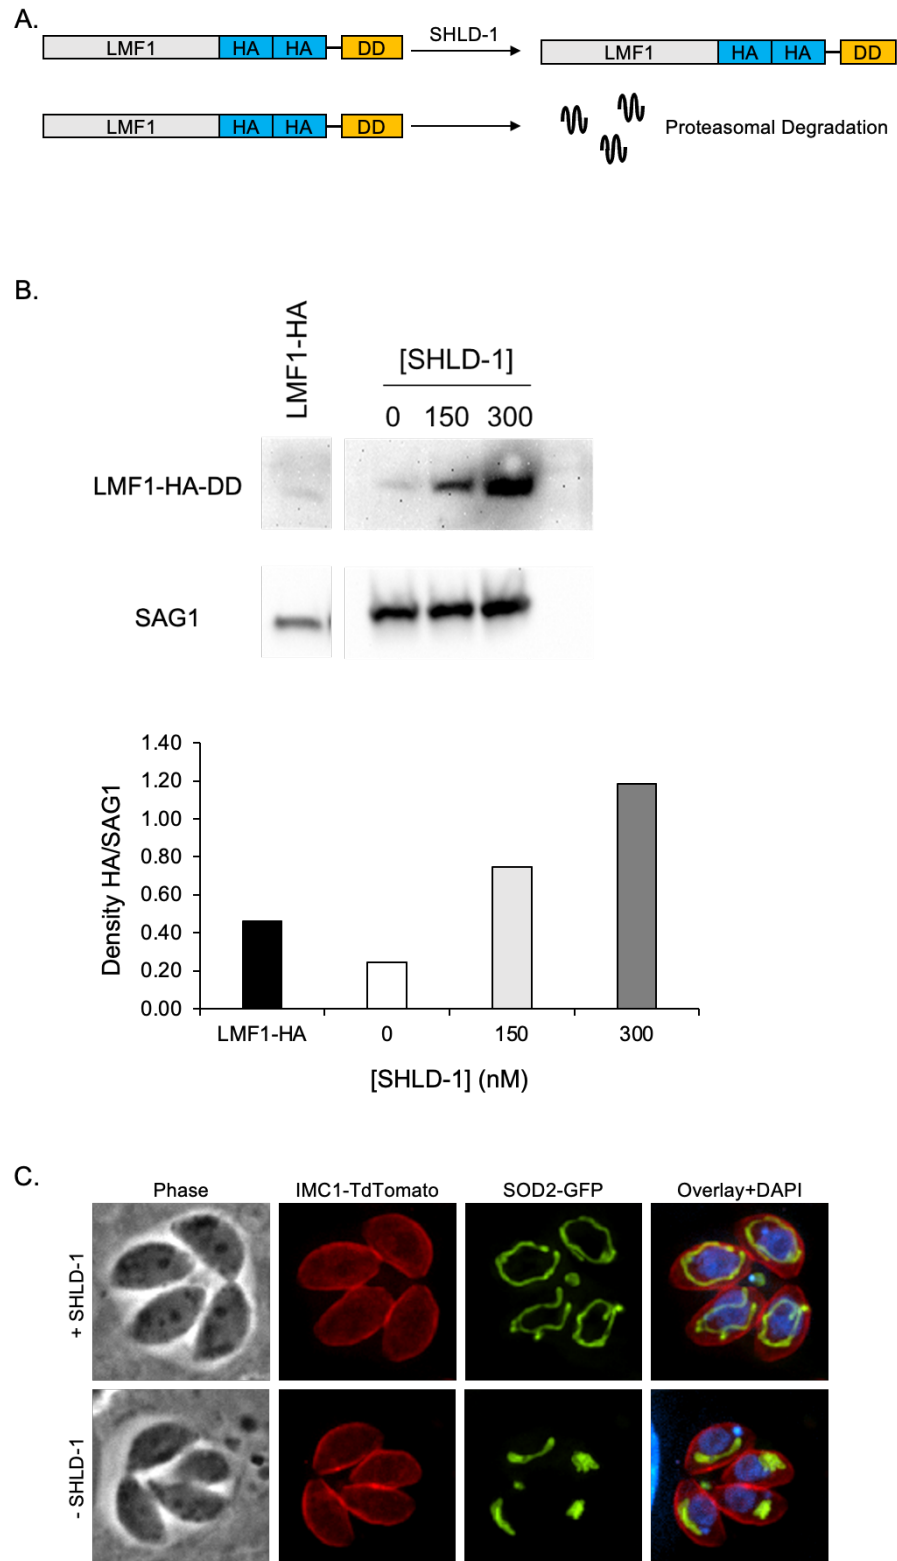 A.
LMF1 HA HA DD SHLD-1 LMF1 HA HA DD
LMF1 HA HA DD Proteasomal Degradation
B.
LMF1-HA
[SHLD-1]
0 150 300
LMF1-HA-DD
SAG1
Density HA/SAG1
1.40
1.20
1.00
0.80
0.60
0.40
0.20
0.00
LMF1-HA 0 150 300
[SHLD-1] (nM)
C.
Phase IMC1-TdTomato SOD2-GFP Overlay+DAPI
+ SHLD-1
- SHLD-1